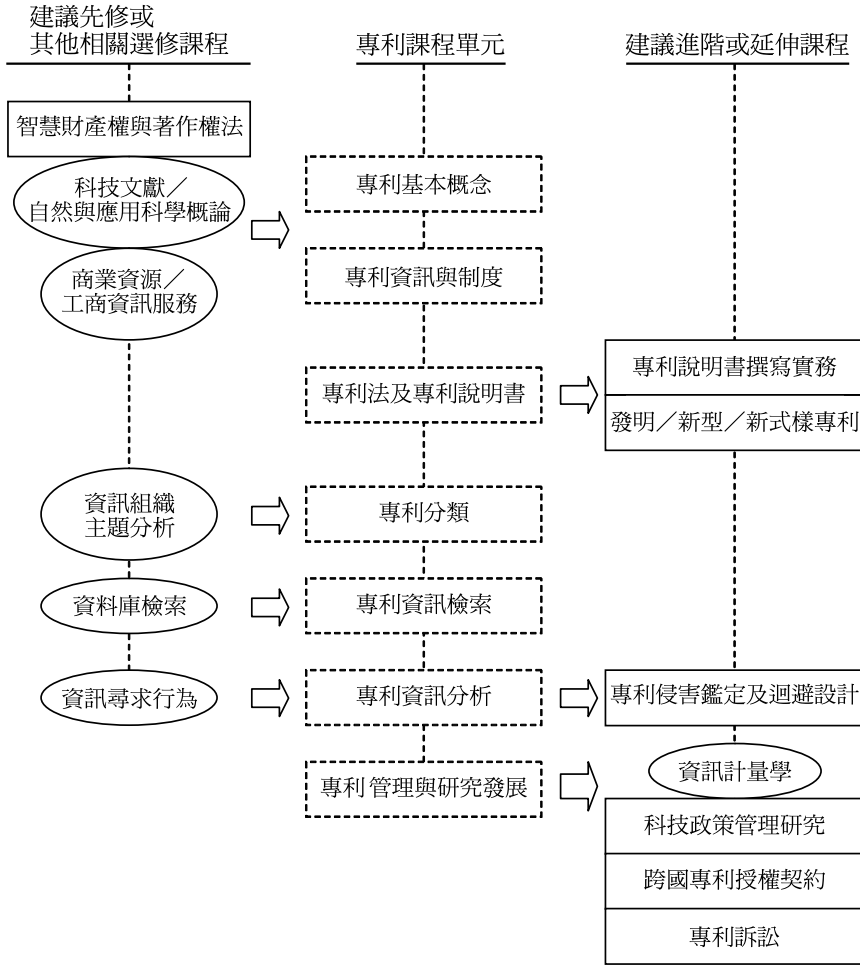 建議先修或
其他相關選修課程
智慧財產權與著作權法
科技文獻／
自然與應用科學概論
商業資源／
工商資訊服務
資訊組織
主題分析
資料庫檢索
資訊尋求行為
專利課程單元
專利基本概念
專利資訊與制度
專利法及專利說明書
專利分類
專利資訊檢索
專利資訊分析
專利管理與研究發展
建議進階或延伸課程
專利說明書撰寫實務
發明／新型／新式樣專利
專利侵害鑑定及迴避設計
資訊計量學
科技政策管理研究
跨國專利授權契約
專利訴訟